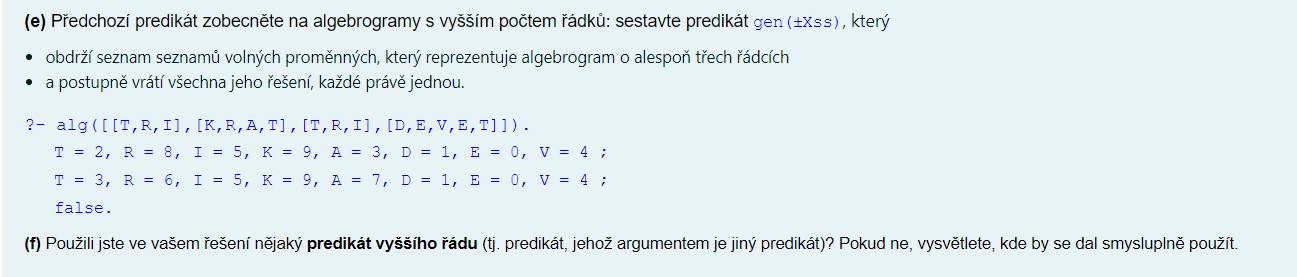 (e) Předchozí predikát zobecněte na algebrogramy s vyšším počtem řádků: sestavte predikát gen(±Xss), který
• obdrží seznam seznamů volných proměnných, který reprezentuje algebrogram o alespoň třech řádcích
• a postupně vrátí všechna jeho řešení, každé právě jednou.
?- alg([[T,R,I],[K,R,A,T],[T,R,I],[D,E,V,E,T]]).
T = 2, R = 8, I = 5, K = 9, A = 3, D = 1, E = 0, V = 4 ;
T = 3, R = 6, I = 5, K = 9, A = 7, D = 1, E = 0, V = 4 ;
false.
(f) Použili jste ve vašem řešení nějaký predikát vyššího řádu (tj. predikát, jehož argumentem je jiný predikát)? Pokud ne, vysvětlete, kde by se dal smysluplně použít.